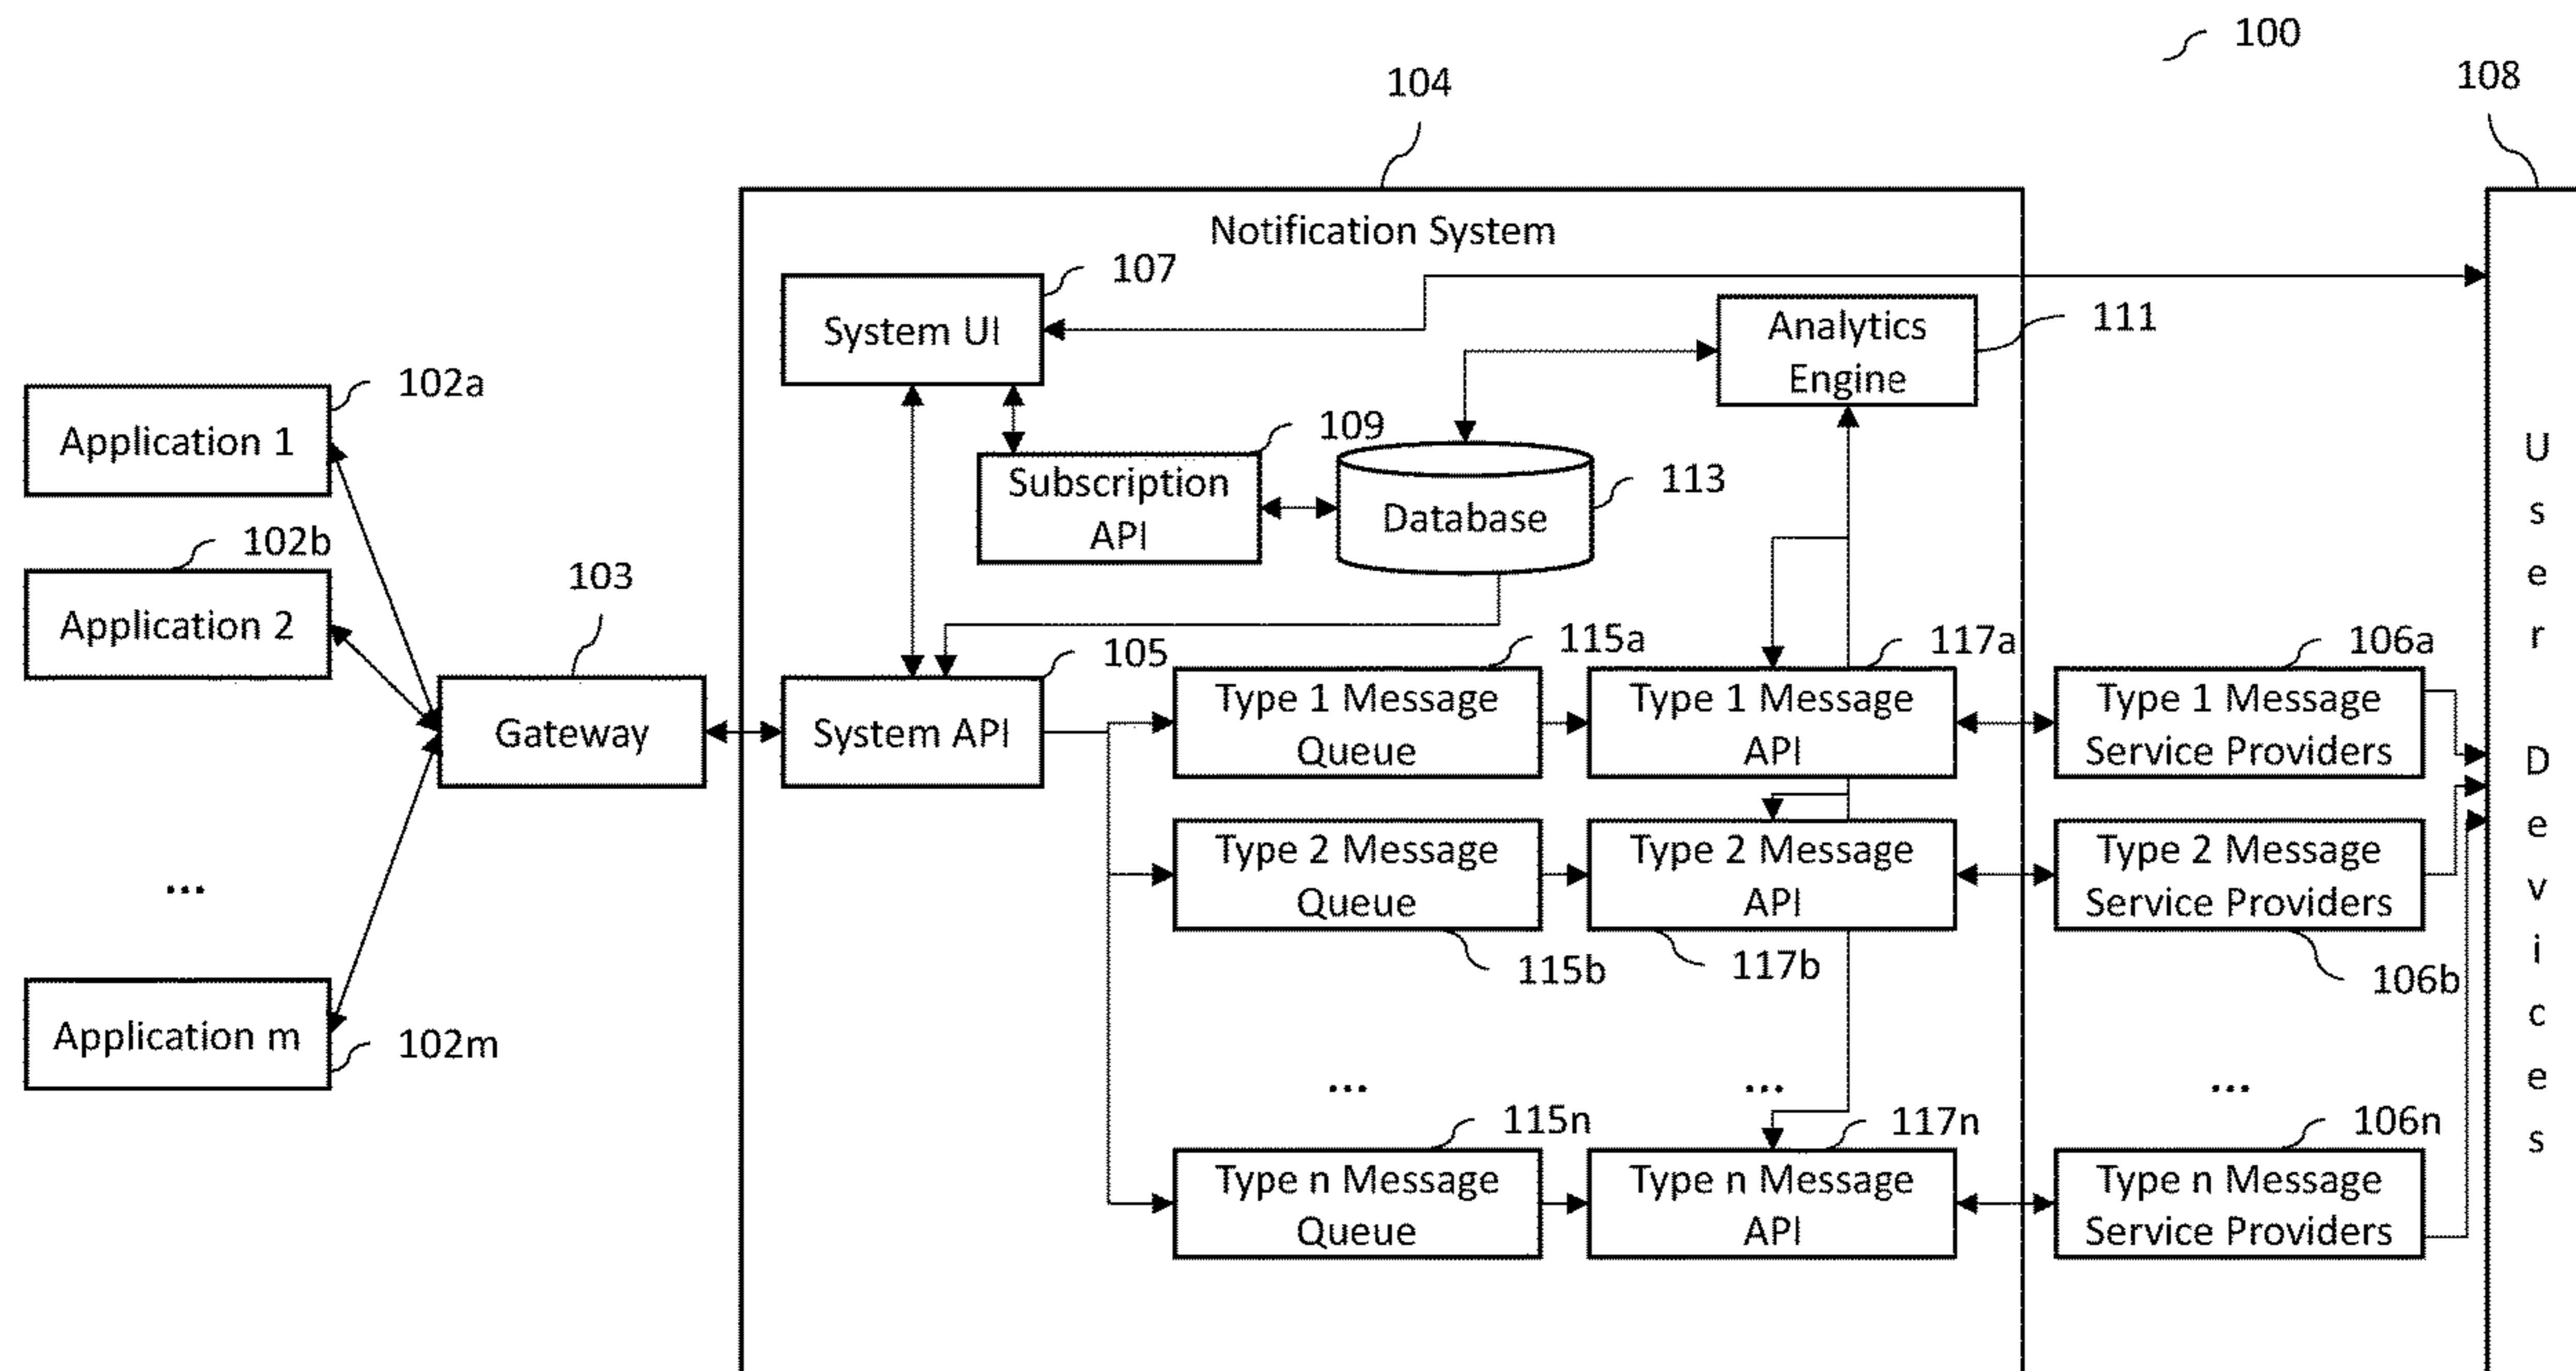 100
104
108
Notification System
107
System UI
Analytics
Engine
111
102a
Application 1
109
Subscription
API
113
Database
102b
Application 2
103
Gateway
105
System API
115a
Type 1 Message
Queue
117a
Type 1 Message
API
106a
Type 1 Message
Service Providers
Type 2 Message
Queue
115b
Type 2 Message
API
117b
Type 2 Message
Service Providers
106b
...
Application m
102m
...
...
...
115n
Type n Message
Queue
117n
Type n Message
API
106n
Type n Message
Service Providers
User Devices